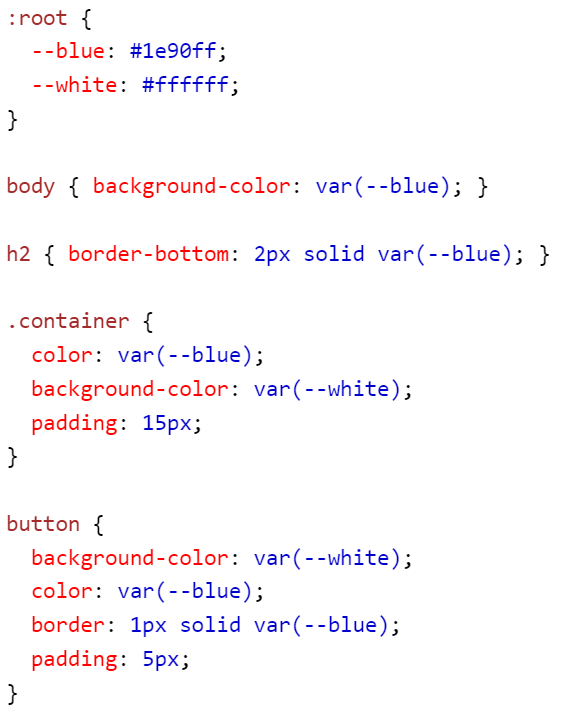 :root {
  --blue: #1e90ff;
  --white: #ffffff;
}

body { background-color: var(--blue); }

h2 { border-bottom: 2px solid var(--blue); }

.container {
  color: var(--blue);
  background-color: var(--white);
  padding: 15px;
}

button {
  background-color: var(--white);
  color: var(--blue);
  border: 1px solid var(--blue);
  padding: 5px;
}